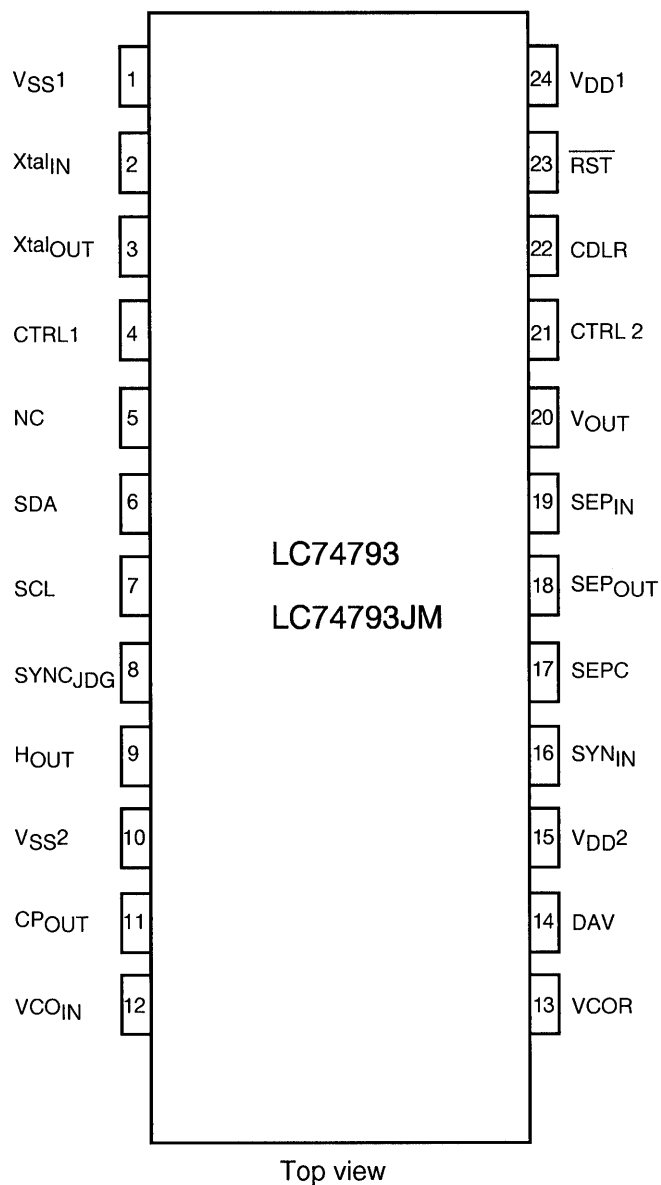 VSS1 1 24 VDD1
XtalIN 2 23 RST
XtalOUT 3 22 CDLR
CTRL1 4 21 CTRL 2
NC 5 20 VOUT
SDA 6 19 SEPIN
LC74793
SCL 7 18 SEPOUT
LC74793JM
SYNCJDG 8 17 SEPC
HOUT 9 16 SYNIN
VSS2 10 15 VDD2
CPOUT 11 14 DAV
VCOIN 12 13 VCOR
Top view